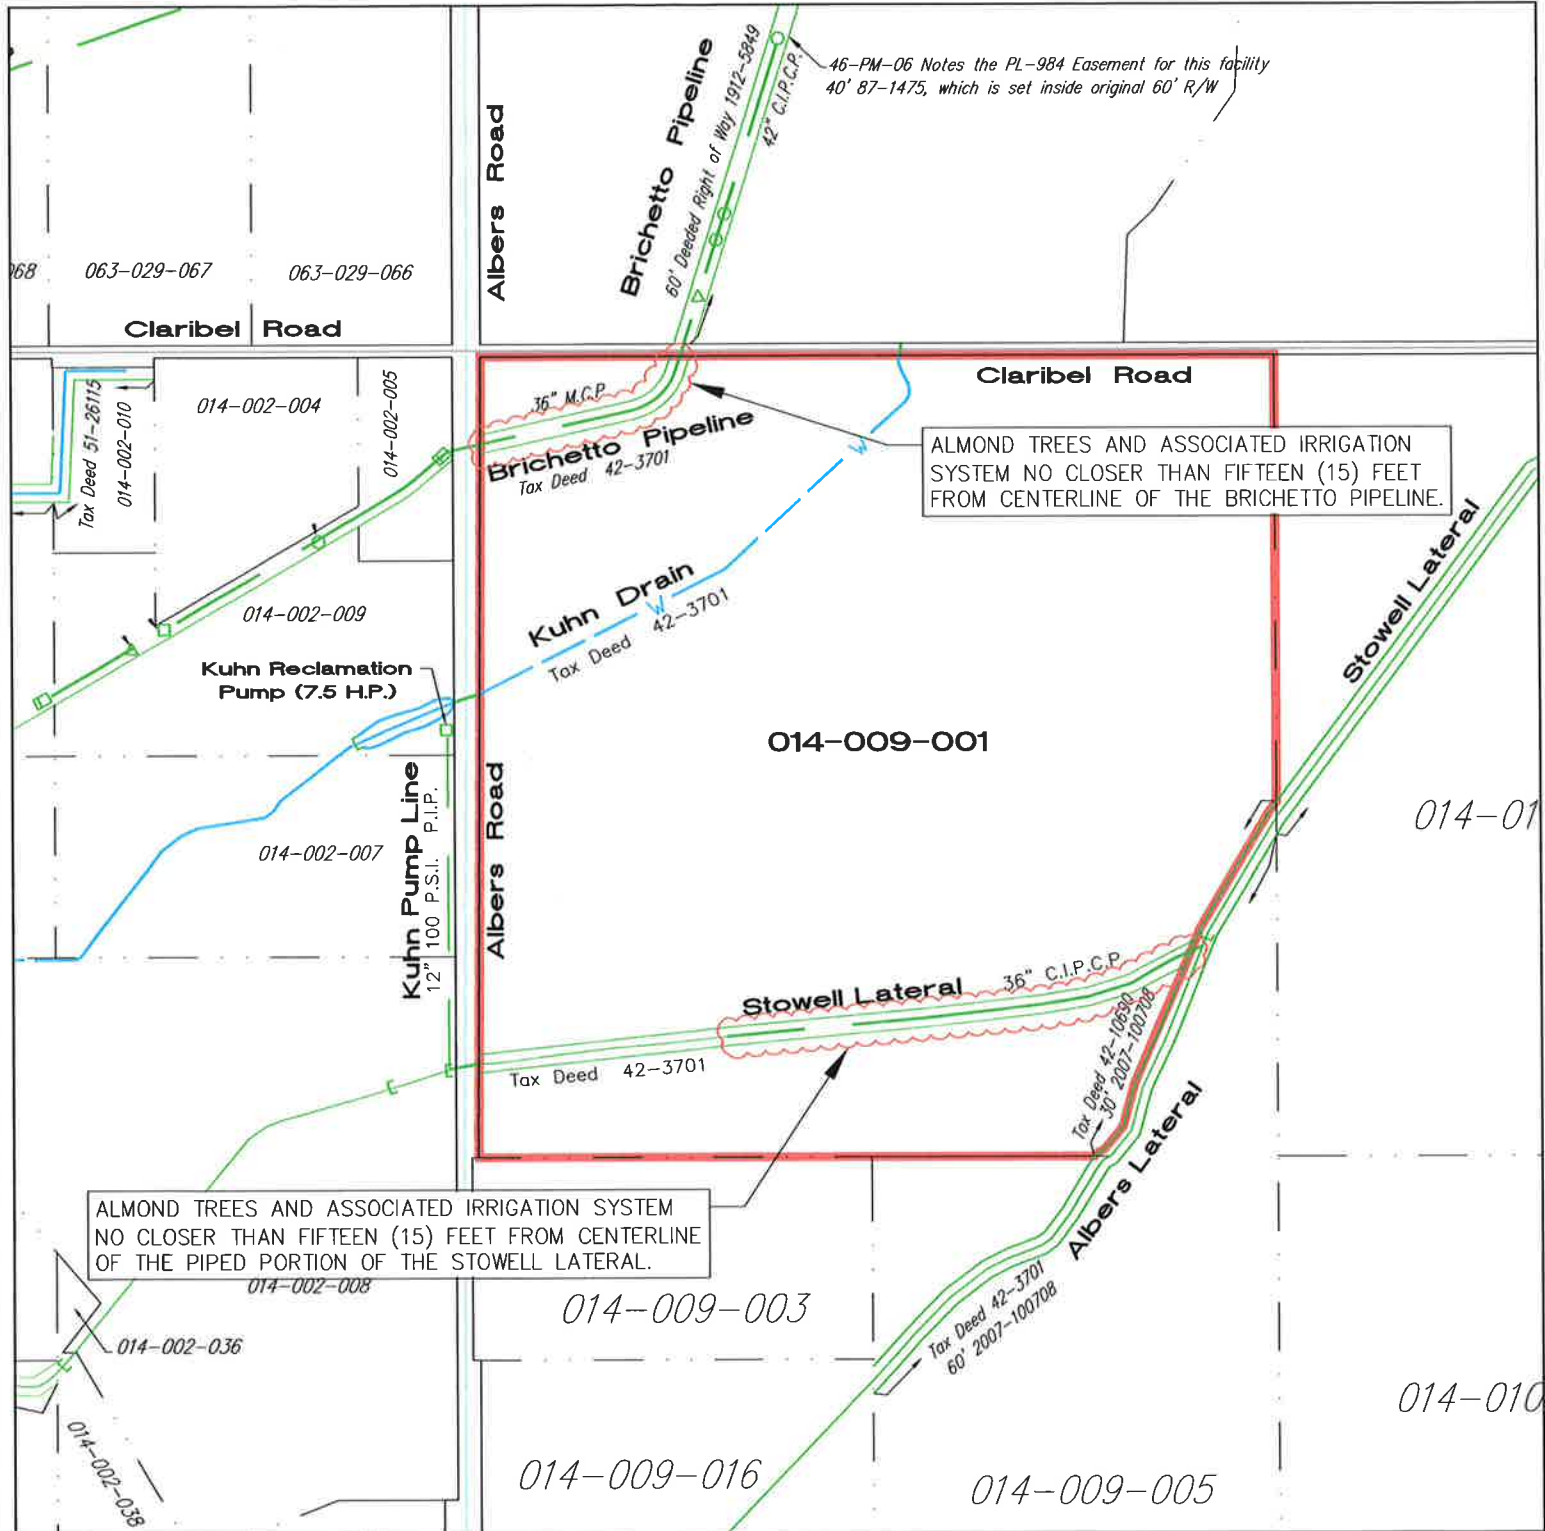 46-PM-06 Notes the PL-984 Easement for this facility
40' 87-1475, which is set inside original 60' R/W
Brichetto Pipeline
60' Deeded Right of Way 1912-5849
42" C.I.P.C.P.
Albers Road
068
063-029-067
063-029-066
Claribel Road
Claribel Road
Tax Deed 51-26115
014-002-010
014-002-004
014-002-005
36" M.C.P.
Brichetto Pipeline
Tax Deed 42-3701
ALMOND TREES AND ASSOCIATED IRRIGATION
SYSTEM NO CLOSER THAN FIFTEEN (15) FEET
FROM CENTERLINE OF THE BRICHETTO PIPELINE.
W
Stowell Lateral
Kuhn Drain
W
Tax Deed 42-3701
014-002-009
Kuhn Reclamation
Pump (7.5 H.P.)
014-009-001
014-01
014-002-007
Kuhn Pump Line
12" 100 P.S.I. P.I.P.
Albers Road
Stowell Lateral
36" C.I.P.C.P.
Tax Deed 42-3701
Tax Deed 42-10690
30' 2007-100708
Albers Lateral
ALMOND TREES AND ASSOCIATED IRRIGATION SYSTEM
NO CLOSER THAN FIFTEEN (15) FEET FROM CENTERLINE
OF THE PIPED PORTION OF THE STOWELL LATERAL.
014-002-008
014-009-003
Tax Deed 42-3701
60' 2007-100708
014-002-036
014-010
014-002-038
014-009-016
014-009-005